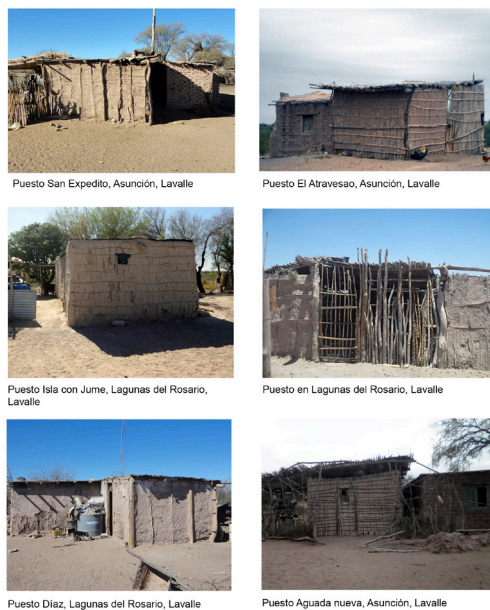 Puesto San Expedito, Asunción, Lavalle
Puesto El Atravesao, Asunción, Lavalle
Puesto Isla con Jume, Lagunas del Rosario,
Lavalle
Puesto en Lagunas del Rosario, Lavalle
Puesto Díaz, Lagunas del Rosario, Lavalle
Puesto Aguada nueva, Asunción, Lavalle